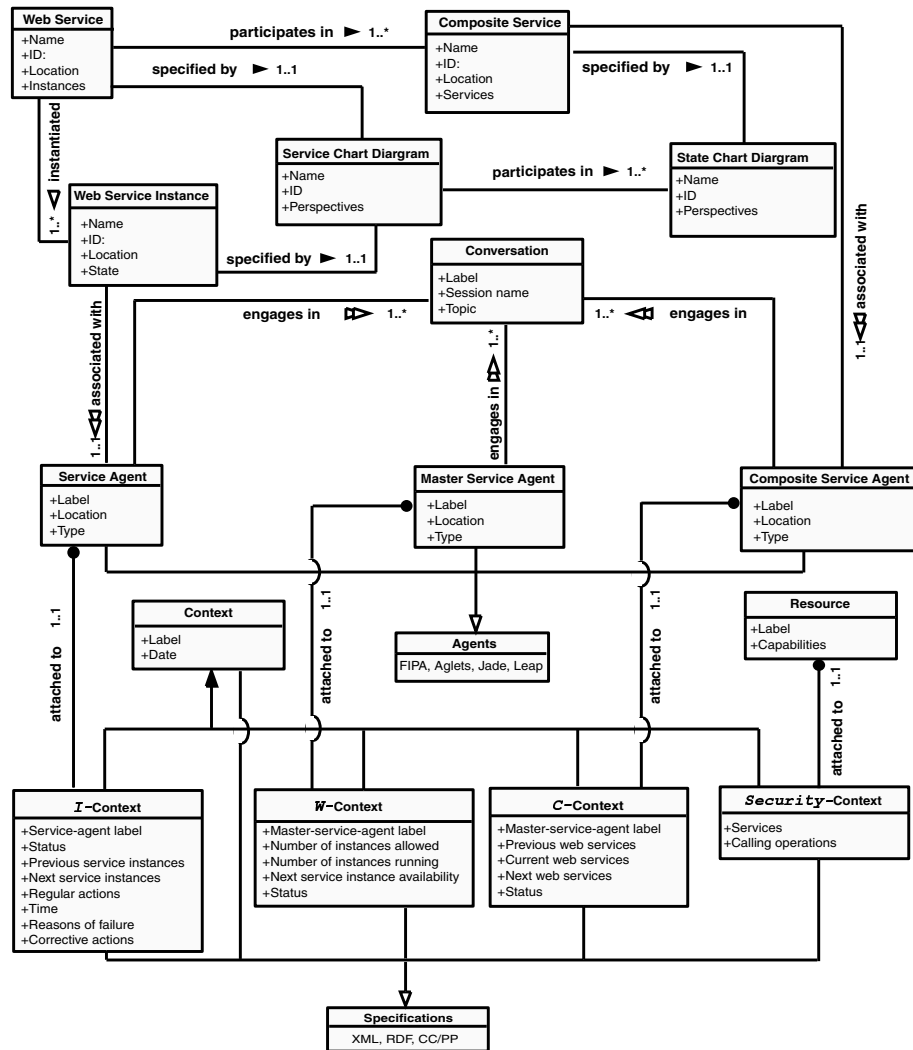 Web Service
+Name
+ID:
+Location
+Instances
participates in ► 1..*
specified by ► 1..1
Composite Service
+Name
+ID:
+Location
+Services
specified by ► 1..1
instantiated
1..*
Service Chart Diargram
+Name
+ID
+Perspectives
participates in ► 1..*
State Chart Diargram
+Name
+ID
+Perspectives
Web Service Instance
+Name
+ID:
+Location
+State
specified by ► 1..1
Conversation
+Label
+Session name
+Topic
engages in 1..*
1..* engages in
engages in 1..*
1..1 associated with
1..1 associated with
Service Agent
+Label
+Location
+Type
Master Service Agent
+Label
+Location
+Type
Composite Service Agent
+Label
+Location
+Type
attached to 1..1
attached to 1..1
attached to 1..1
attached to 1..1
Context
+Label
+Date
Agents
FIPA, Aglets, Jade, Leap
Resource
+Label
+Capabilities
I-Context
+Service-agent label
+Status
+Previous service instances
+Next service instances
+Regular actions
+Time
+Reasons of failure
+Corrective actions
W-Context
+Master-service-agent label
+Number of instances allowed
+Number of instances running
+Next service instance availability
+Status
C-Context
+Master-service-agent label
+Previous web services
+Current web services
+Next web services
+Status
Security-Context
+Services
+Calling operations
Specifications
XML, RDF, CC/PP